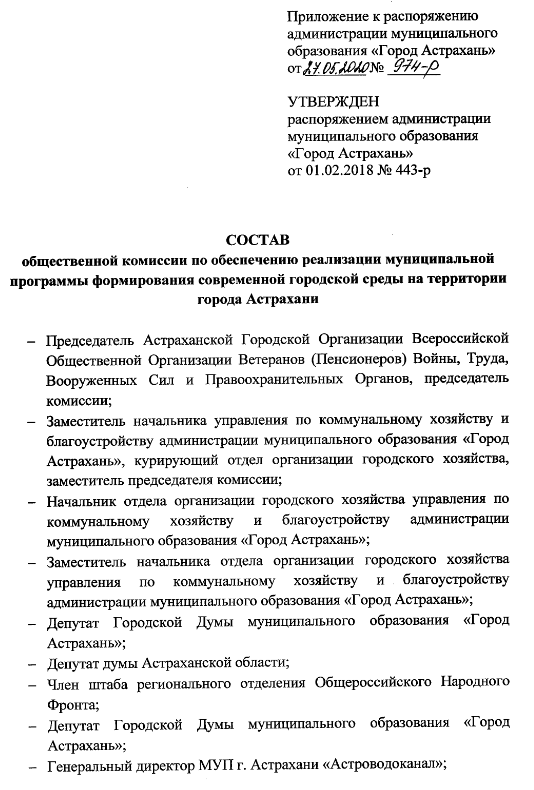 Приложение к распоряжению
администрации муниципального
образования «Город Астрахань»
от 27.05.2020 № 974-р
УТВЕРЖДЕН
распоряжением администрации
муниципального образования
«Город Астрахань»
от 01.02.2018 № 443-р
СОСТАВ
общественной комиссии по обеспечению реализации муниципальной
программы формирования современной городской среды на территории
города Астрахани
– Председатель Астраханской Городской Организации Всероссийской
Общественной Организации Ветеранов (Пенсионеров) Войны, Труда,
Вооруженных Сил и Правоохранительных Органов, председатель
комиссии;
– Заместитель начальника управления по коммунальному хозяйству и
благоустройству администрации муниципального образования «Город
Астрахань», курирующий отдел организации городского хозяйства,
заместитель председателя комиссии;
– Начальник отдела организации городского хозяйства управления по
коммунальному хозяйству и благоустройству администрации
муниципального образования «Город Астрахань»;
– Заместитель начальника отдела организации городского хозяйства
управления по коммунальному хозяйству и благоустройству
администрации муниципального образования «Город Астрахань»;
– Депутат Городской Думы муниципального образования «Город
Астрахань»;
– Депутат думы Астраханской области;
– Член штаба регионального отделения Общероссийского Народного
Фронта;
– Депутат Городской Думы муниципального образования «Город
Астрахань»;
– Генеральный директор МУП г. Астрахани «Астроводоканал»;